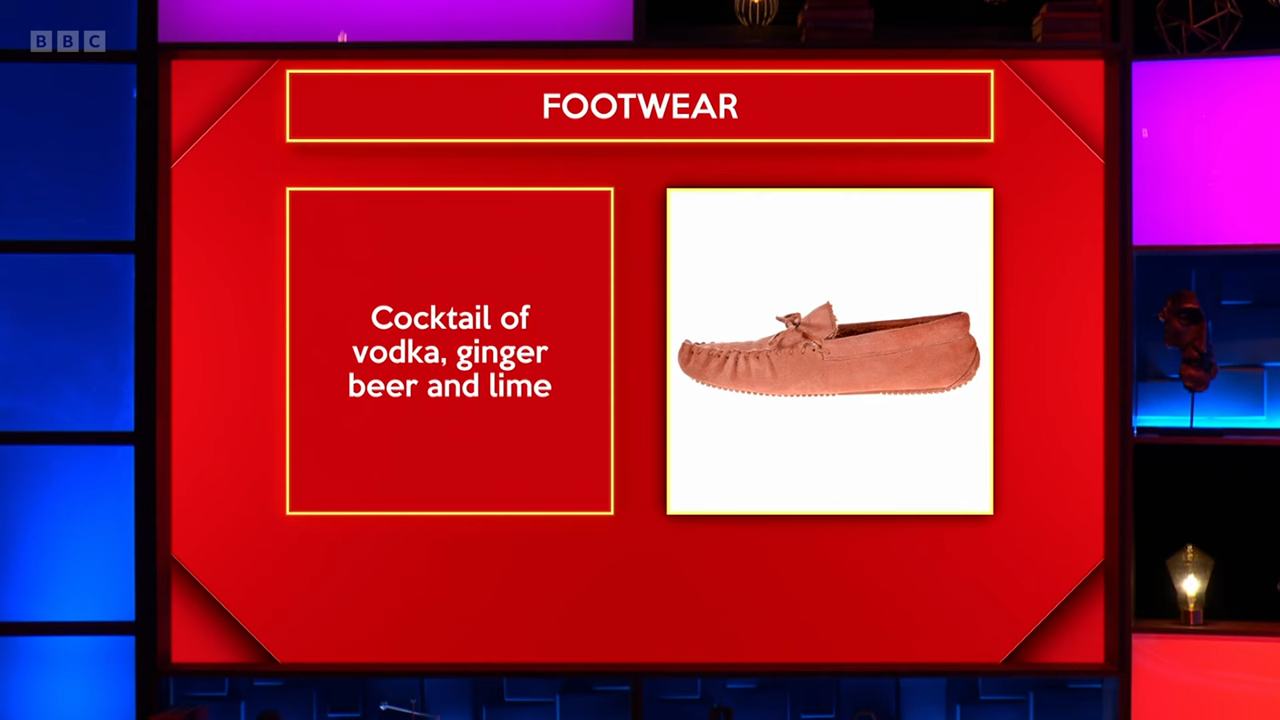 BBC
FOOTWEAR
Cocktail of
vodka, ginger
beer and lime